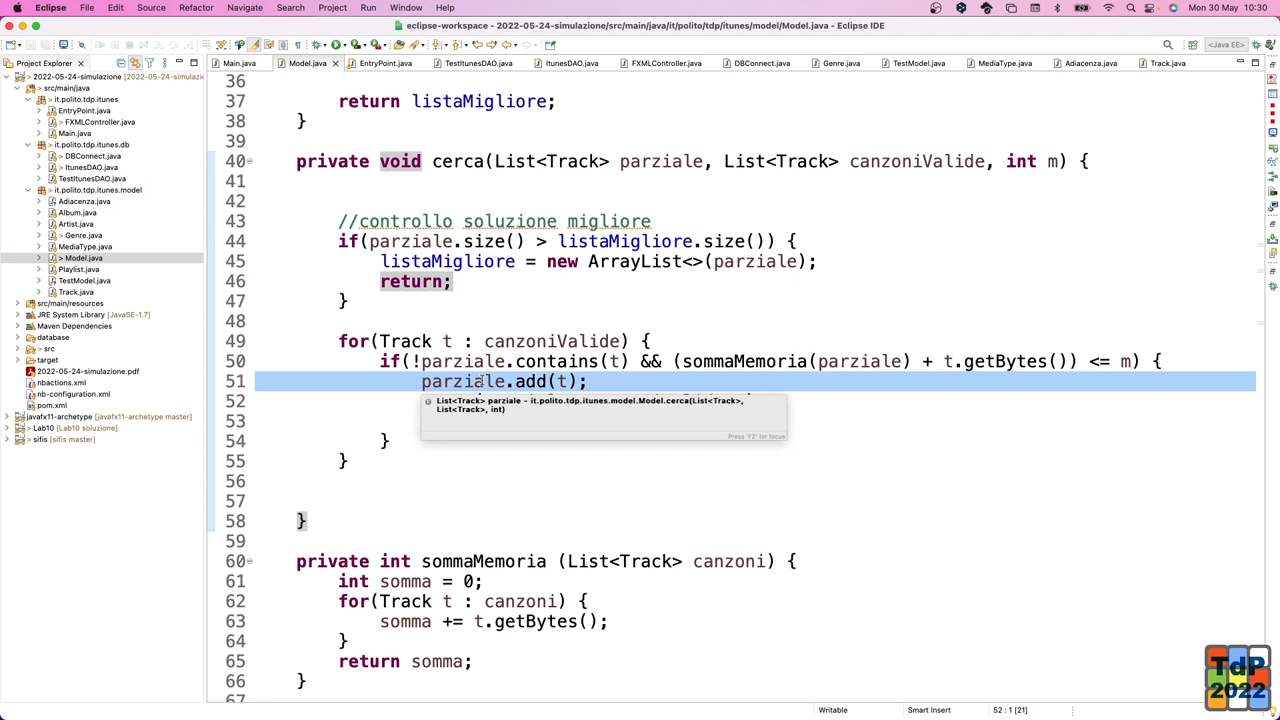 Eclipse File Edit Source Refactor Navigate Search Project Run Window Help Mon 30 May 10:30
eclipse-workspace - 2022-05-24-simulazione/src/main/java/it/polito/tdp/itunes/model/Model.java - Eclipse IDE
<Java EE>
Project Explorer
Main.java Model.java EntryPoint.java TestItunesDAO.java ItunesDAO.java FXMLController.java DBConnect.java Genre.java TestModel.java MediaType.java Adiacenza.java Track.java
2022-05-24-simulazione [2022-05-24-simulazi
src/main/java
it.polito.tdp.itunes
EntryPoint.java
> FXMLController.java
Main.java
it.polito.tdp.itunes.db
DBConnect.java
> ItunesDAO.java
TestItunesDAO.java
it.polito.tdp.itunes.model
Adiacenza.java
Album.java
Artist.java
> Genre.java
MediaType.java
> Model.java
Playlist.java
TestModel.java
Track.java
src/main/resources
JRE System Library [JavaSE-1.7]
Maven Dependencies
database
> src
target
2022-05-24-simulazione.pdf
nbactions.xml
nb-configuration.xml
pom.xml
javafx11-archetype [javafx11-archetype master]
> Lab10 [Lab10 soluzione]
> sifis [sifis master]
36
37 return listaMigliore;
38 }
39
40 private void cerca(List<Track> parziale, List<Track> canzoniValide, int m) {
41
42
43 //controllo soluzione migliore
44 if(parziale.size() > listaMigliore.size()) {
45 listaMigliore = new ArrayList<>(parziale);
46 return;
47 }
48
49 for(Track t : canzoniValide) {
50 if(!parziale.contains(t) && (sommaMemoria(parziale) + t.getBytes()) <= m) {
51 parziale.add(t);
52
List<Track> parziale - it.polito.tdp.itunes.model.Model.cerca(List<Track>,
List<Track>, int)
53
Press 'F2' for focus
54 }
55 }
56
57
58 }
59
60 private int sommaMemoria (List<Track> canzoni) {
61 int somma = 0;
62 for(Track t : canzoni) {
63 somma += t.getBytes();
64 }
65 return somma;
66 }
67
TdP
2022
Writable Smart Insert 52 : 1 [21]